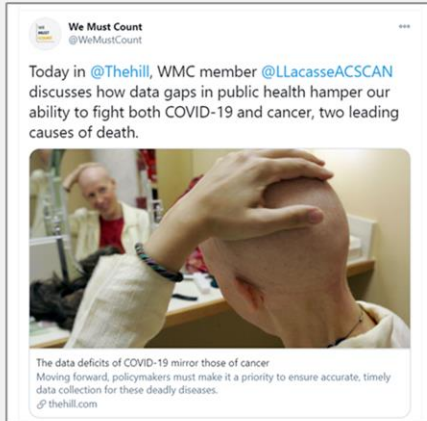 We Must Count
@WeMustCount
Today in @Thehill, WMC member @LLacasseACSCAN
discusses how data gaps in public health hamper our
ability to fight both COVID-19 and cancer, two leading
causes of death.
The data deficits of COVID-19 mirror those of cancer
Moving forward, policymakers must make it a priority to ensure accurate, timely
data collection for these deadly diseases.
thehill.com